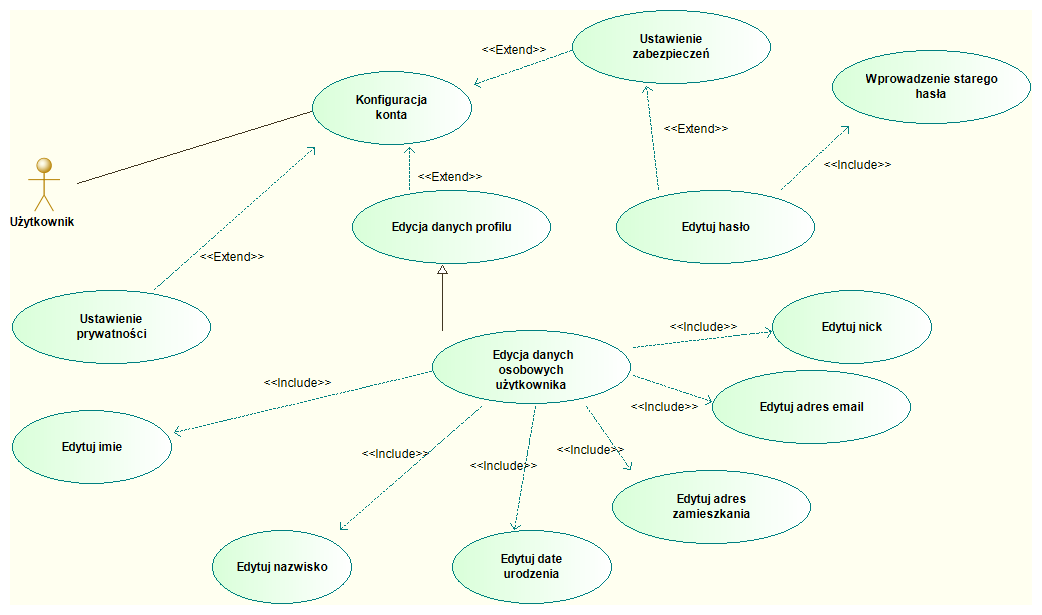 Ustawienie
zabezpieczeń
<<Extend>>
Wprowadzenie starego
hasła
Konfiguracja
konta
<<Extend>>
<<Include>>
<<Extend>>
Użytkownik
Edycja danych profilu
Edytuj hasło
<<Extend>>
Ustawienie
prywatności
<<Include>>
Edytuj nick
Edycja danych
osobowych
użytkownika
<<Include>>
<<Include>>
Edytuj adres email
Edytuj imie
<<Include>>
<<Include>>
<<Include>>
Edytuj adres
zamieszkania
Edytuj nazwisko
Edytuj date
urodzenia